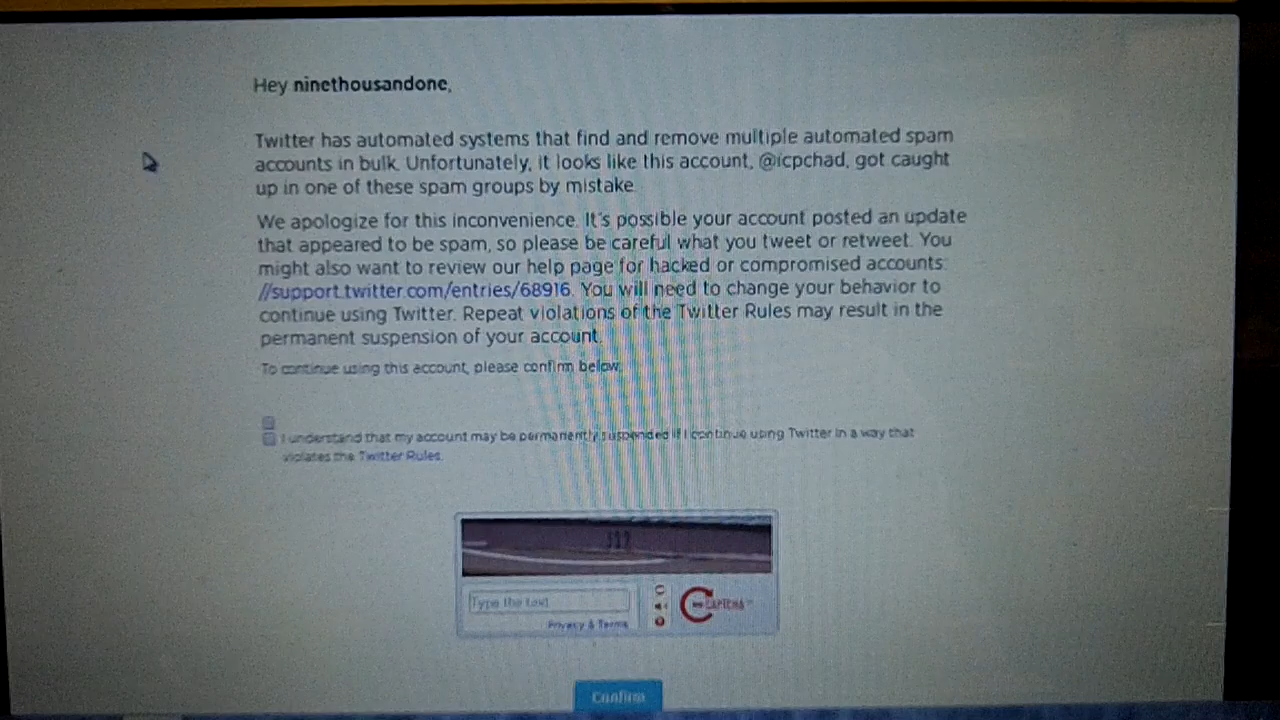 Hey ninethousandone,
Twitter has automated systems that find and remove multiple automated spam
accounts in bulk. Unfortunately, it looks like this account, @icpchad, got caught
up in one of these spam groups by mistake.
We apologize for this inconvenience. It's possible your account posted an update
that appeared to be spam, so please be careful what you tweet or retweet. You
might also want to review our help page for hacked or compromised accounts:
//support.twitter.com/entries/68916. You will need to change your behavior to
continue using Twitter. Repeat violations of the Twitter Rules may result in the
permanent suspension of your account.
To continue using this account, please confirm below.
I understand that my account may be permanently suspended if I continue using Twitter in a way that
violates the Twitter Rules.
Type the text
Privacy & Terms
CAPTCHA™
Confirm